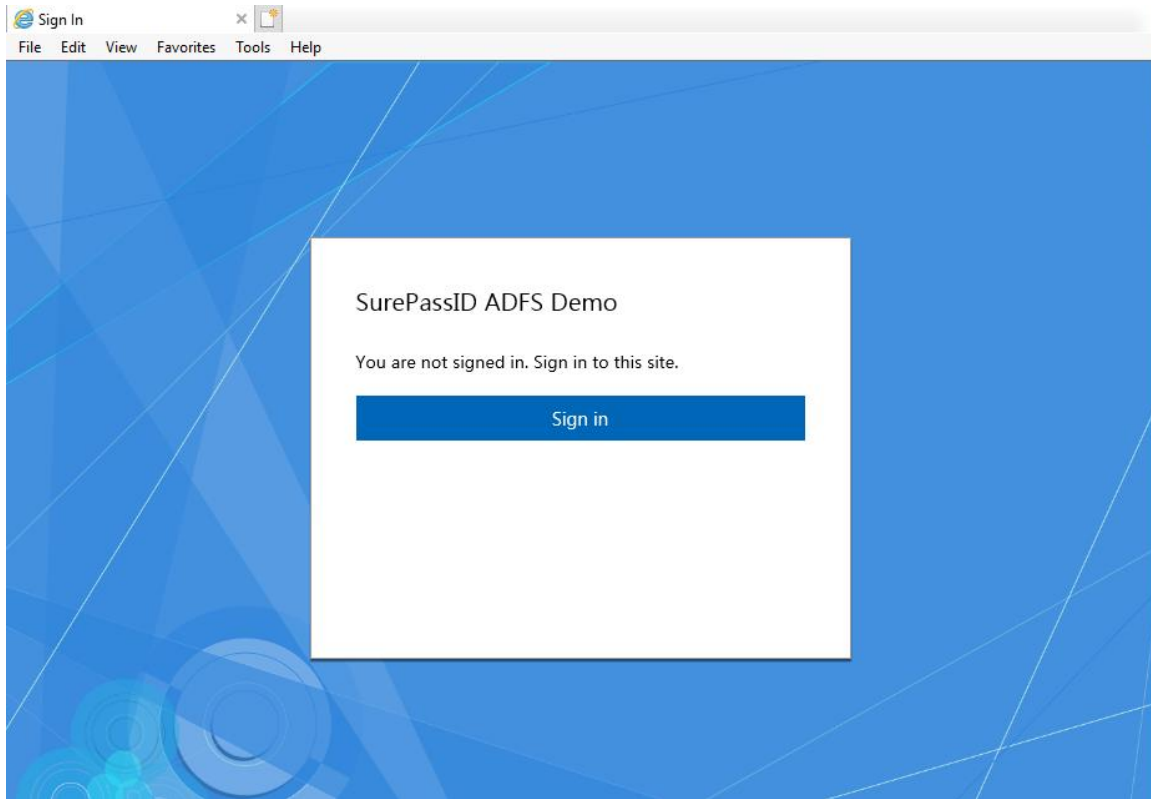 Sign In
File Edit View Favorites Tools Help
SurePassID ADFS Demo
You are not signed in. Sign in to this site.
Sign in